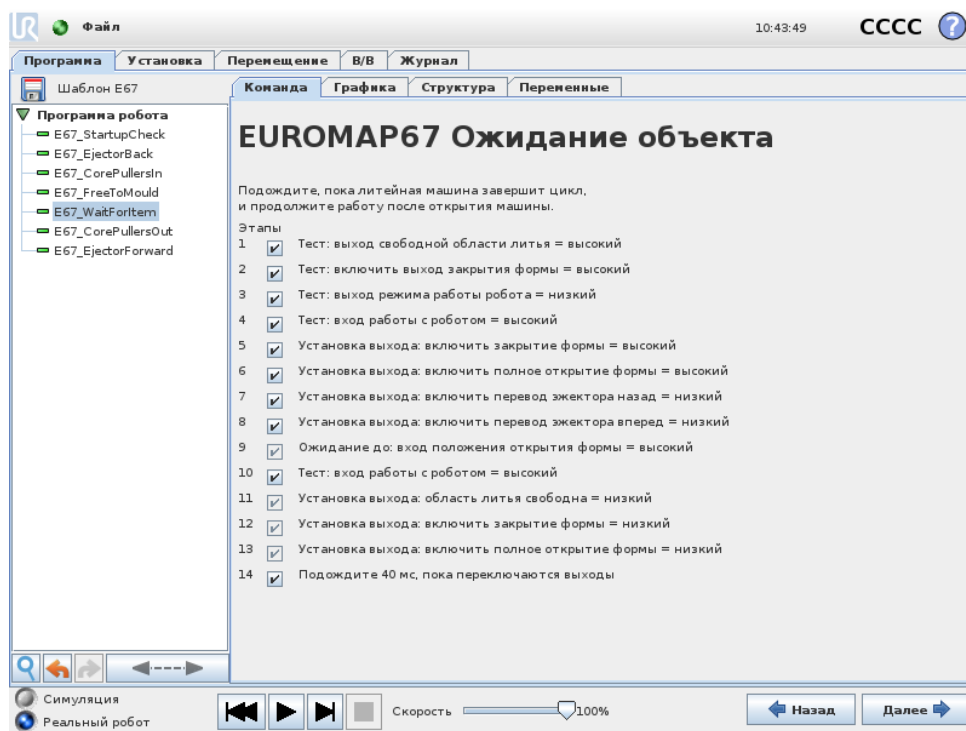 UR Файл 10:43:49 CCCC ?
Программа Установка Перемещение В/В Журнал
Шаблон E67
Команда Графика Структура Переменные
Программа робота
E67_StartupCheck
E67_EjectorBack
E67_CorePullersIn
E67_FreeToMould
E67_WaitForItem
E67_CorePullersOut
E67_EjectorForward
EUROMAP67 Ожидание объекта
Подождите, пока литейная машина завершит цикл,
и продолжите работу после открытия машины.
Этапы
1 Тест: выход свободной области литья = высокий
2 Тест: включить выход закрытия формы = высокий
3 Тест: выход режима работы робота = низкий
4 Тест: вход работы с роботом = высокий
5 Установка выхода: включить закрытие формы = высокий
6 Установка выхода: включить полное открытие формы = высокий
7 Установка выхода: включить перевод эжектора назад = низкий
8 Установка выхода: включить перевод эжектора вперед = низкий
9 Ожидание до: вход положения открытия формы = высокий
10 Тест: вход работы с роботом = высокий
11 Установка выхода: область литья свободна = низкий
12 Установка выхода: включить закрытие формы = низкий
13 Установка выхода: включить полное открытие формы = низкий
14 Подождите 40 мс, пока переключаются выходы
Симуляция
Реальный робот
Скорость 100%
Назад Далее